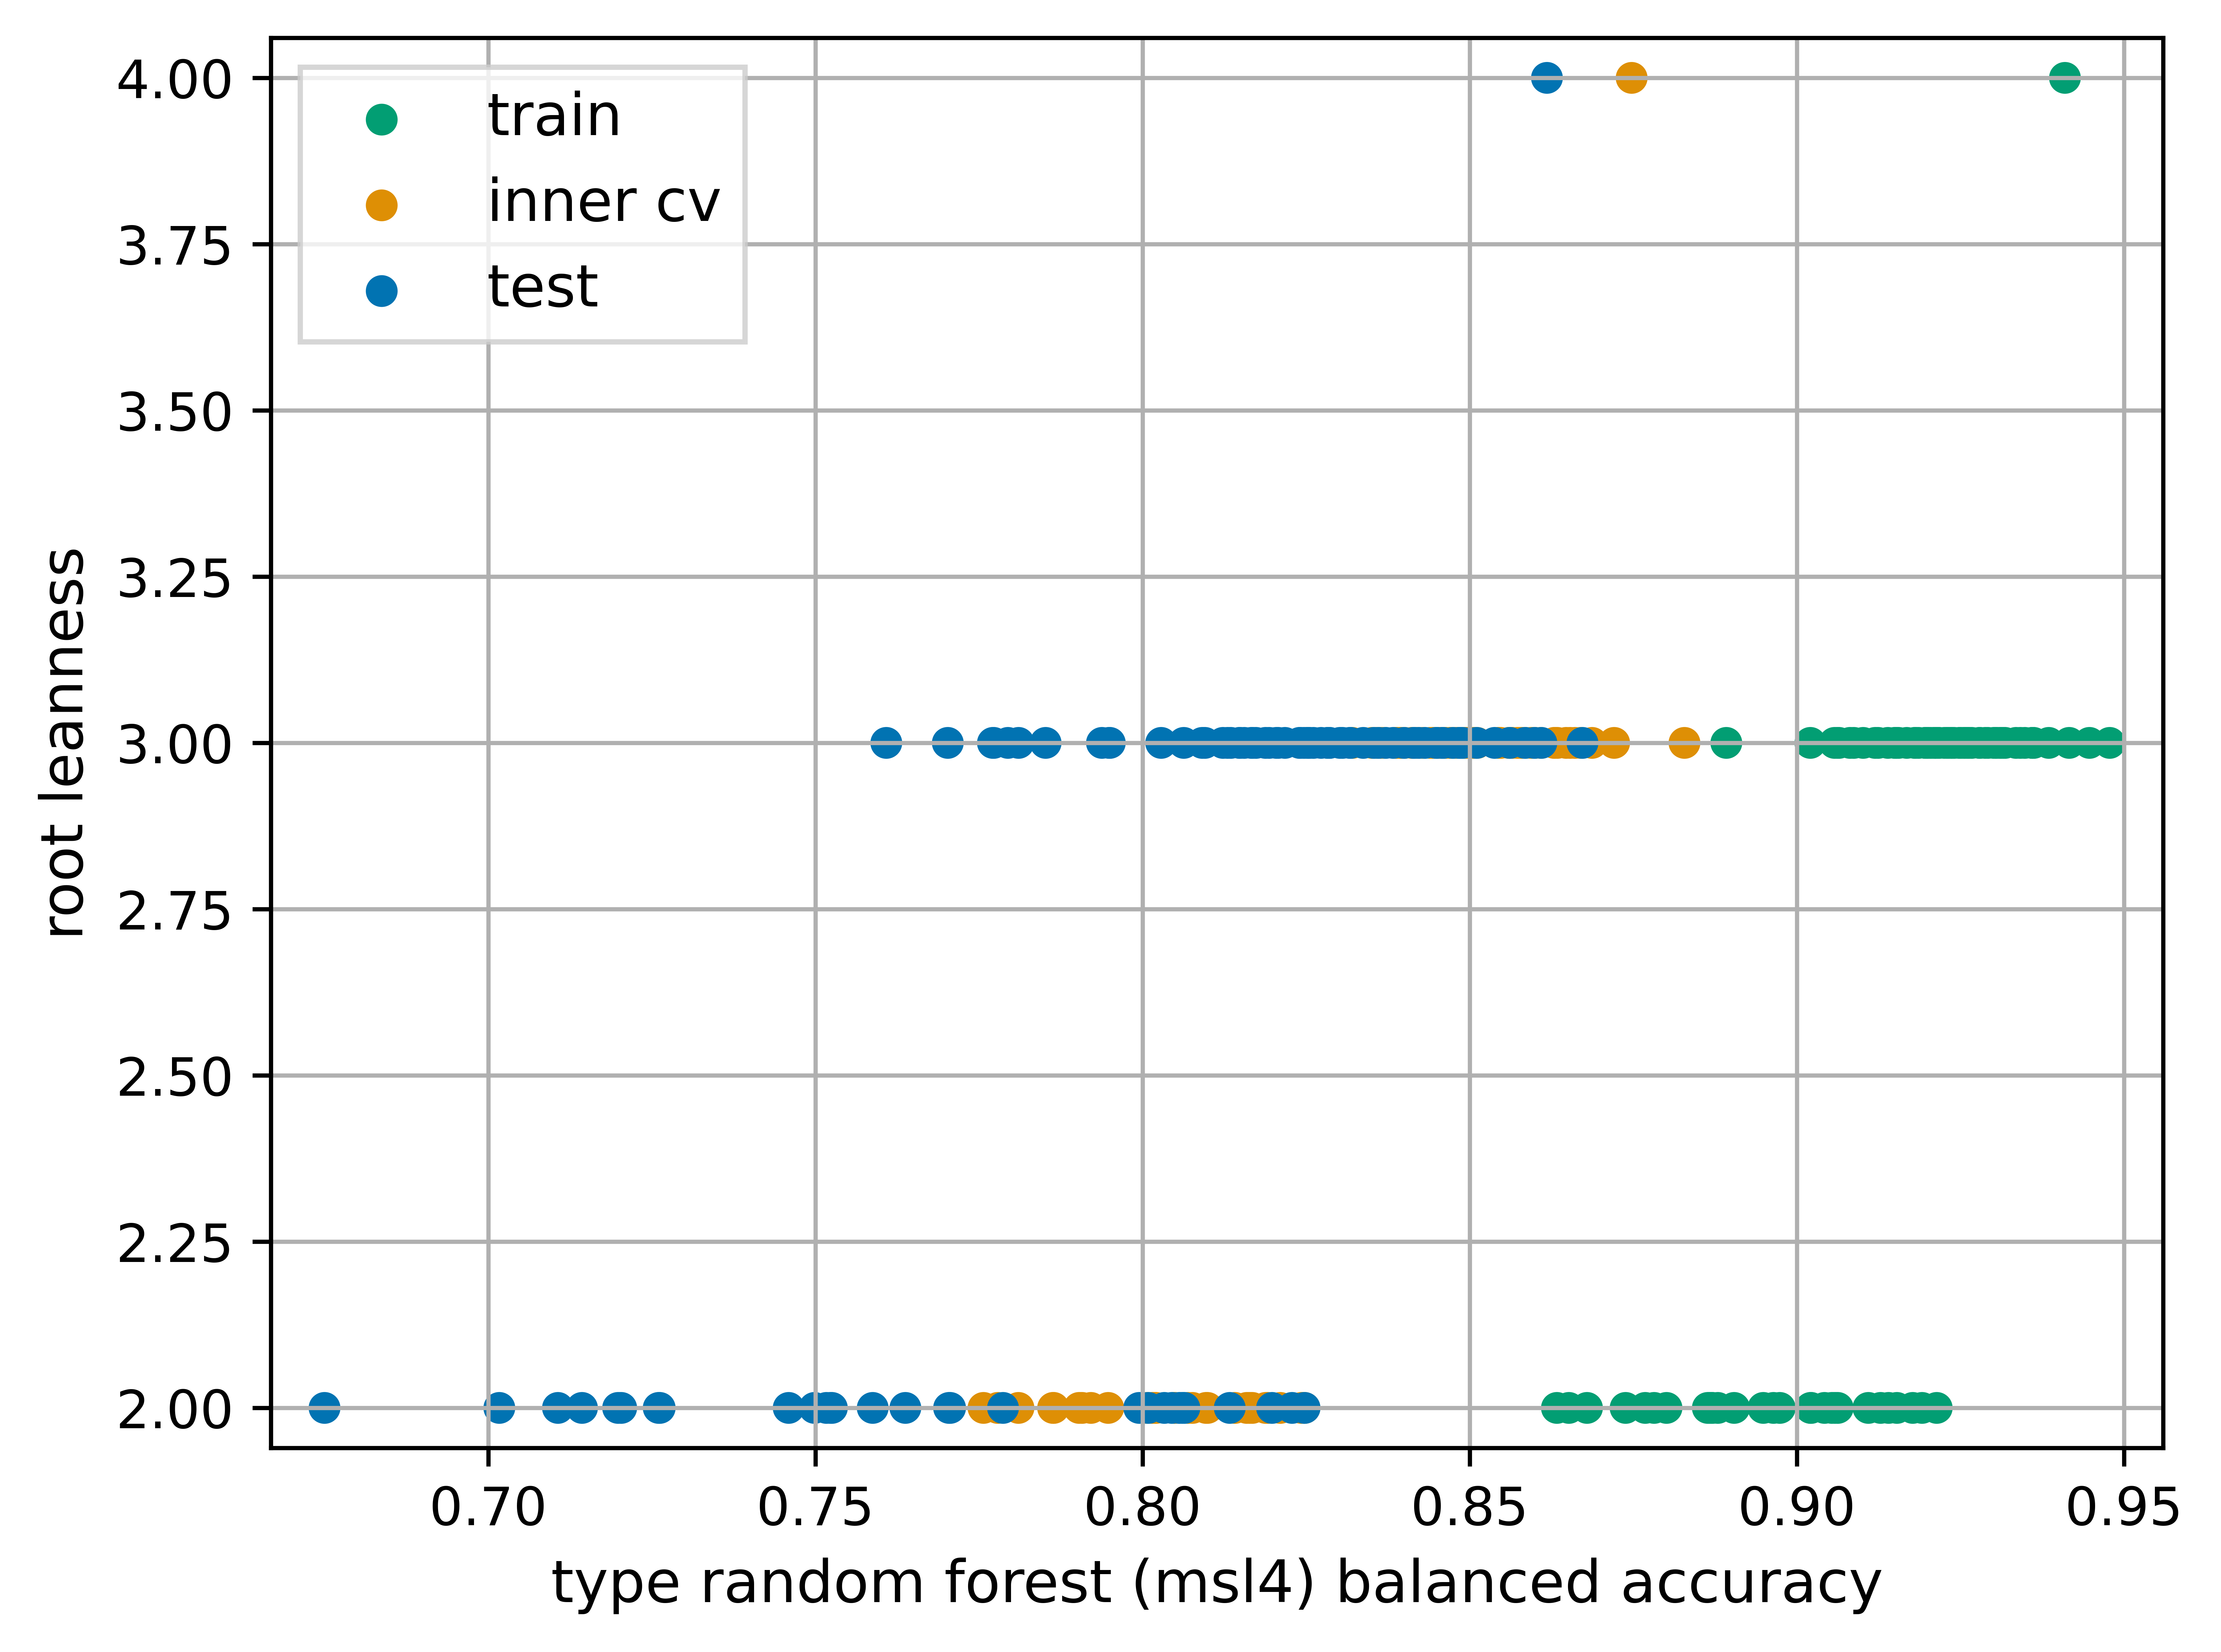 train
inner cv
test
4.00
3.75
3.50
3.25
3.00
2.75
2.50
2.25
2.00
root leanness
0.70 0.75 0.80 0.85 0.90 0.95
type random forest (msl4) balanced accuracy